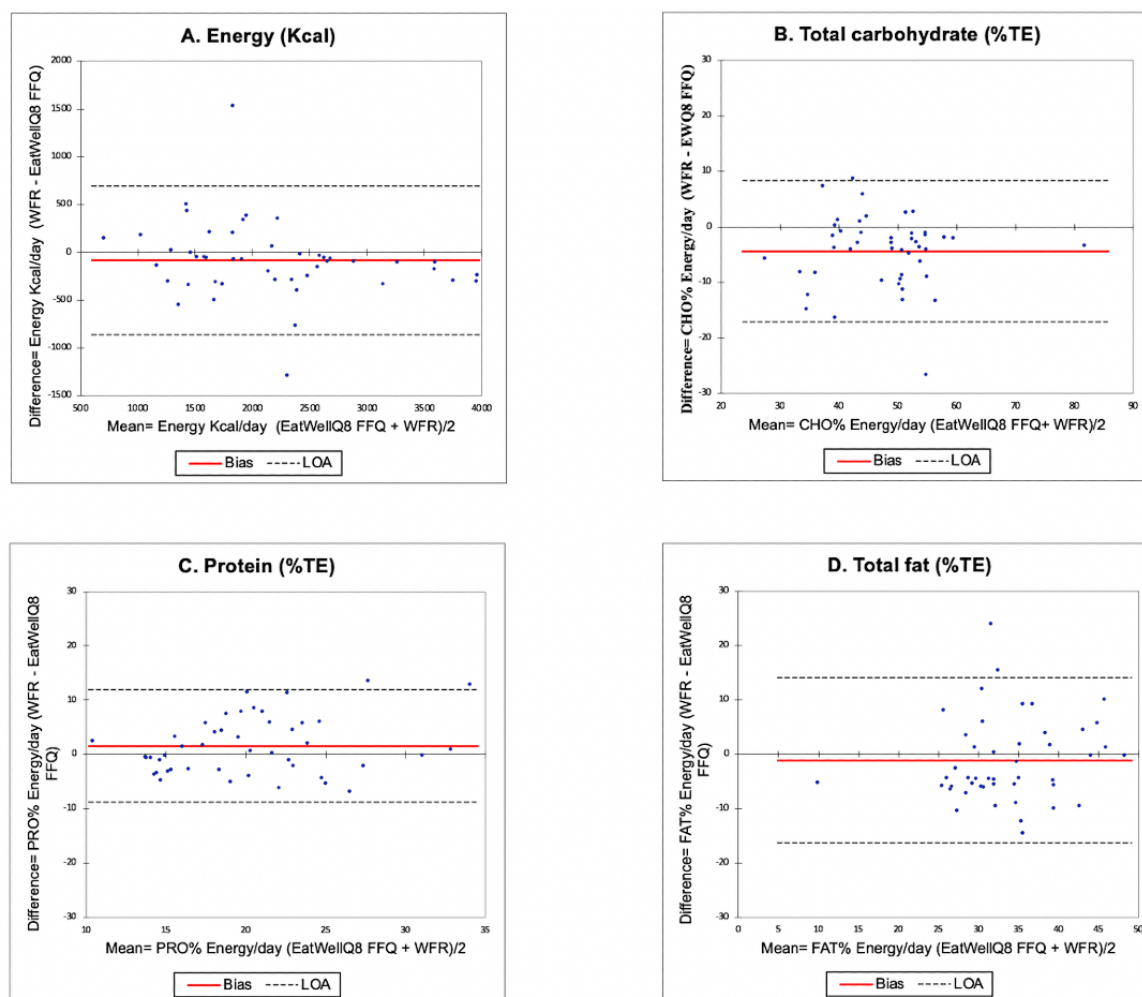 A. Energy (Kcal)
Difference= Energy Kcal/day (WFR - EatWellQ8 FFQ)
2000
1500
1000
500
0
-500
-1000
-1500
500
1000
1500
2000
2500
3000
3500
4000
Mean= Energy Kcal/day (EatWellQ8 FFQ + WFR)/2
Bias
LOA
B. Total carbohydrate (%TE)
Difference= CHO% Energy/day (WFR - EWQ8 FFQ)
30
20
10
0
-10
-20
-30
20
30
40
50
60
70
80
90
Mean= CHO% Energy/day (EatWellQ8 FFQ+ WFR)/2
Bias
LOA
C. Protein (%TE)
Difference= PRO% Energy/day (WFR - EatWellQ8
FFQ)
30
20
10
0
-10
-20
-30
10
15
20
25
30
35
Mean= PRO% Energy/day (EatWellQ8 FFQ + WFR)/2
Bias
LOA
D. Total fat (%TE)
Difference= FAT% Energy/day (WFR - EatWellQ8
FFQ)
30
20
10
0
-10
-20
-30
0
5
10
15
20
25
30
35
40
45
50
Mean= FAT% Energy/day (EatWellQ8 FFQ + WFR)/2
Bias
LOA